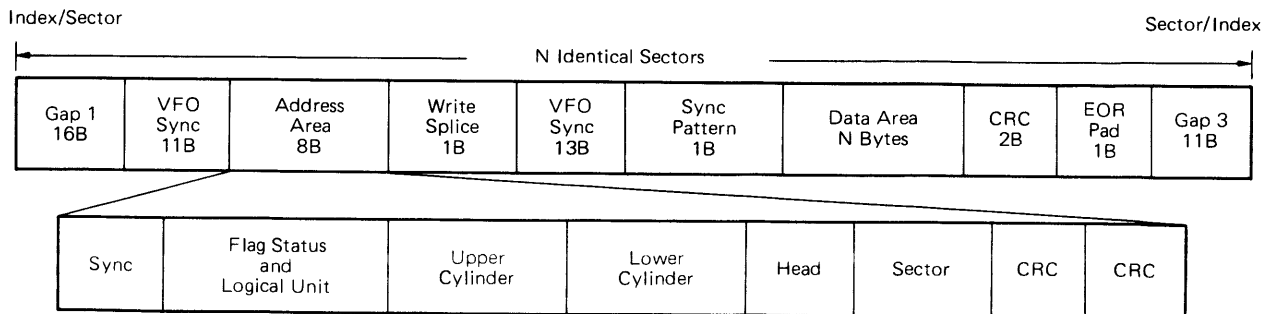 Index/Sector
Sector/Index
N Identical Sectors
Gap 1
16B
VFO
Sync
11B
Address
Area
8B
Write
Splice
1B
VFO
Sync
13B
Sync
Pattern
1B
Data Area
N Bytes
CRC
2B
EOR
Pad
1B
Gap 3
11B
Sync
Flag Status
and
Logical Unit
Upper
Cylinder
Lower
Cylinder
Head
Sector
CRC
CRC